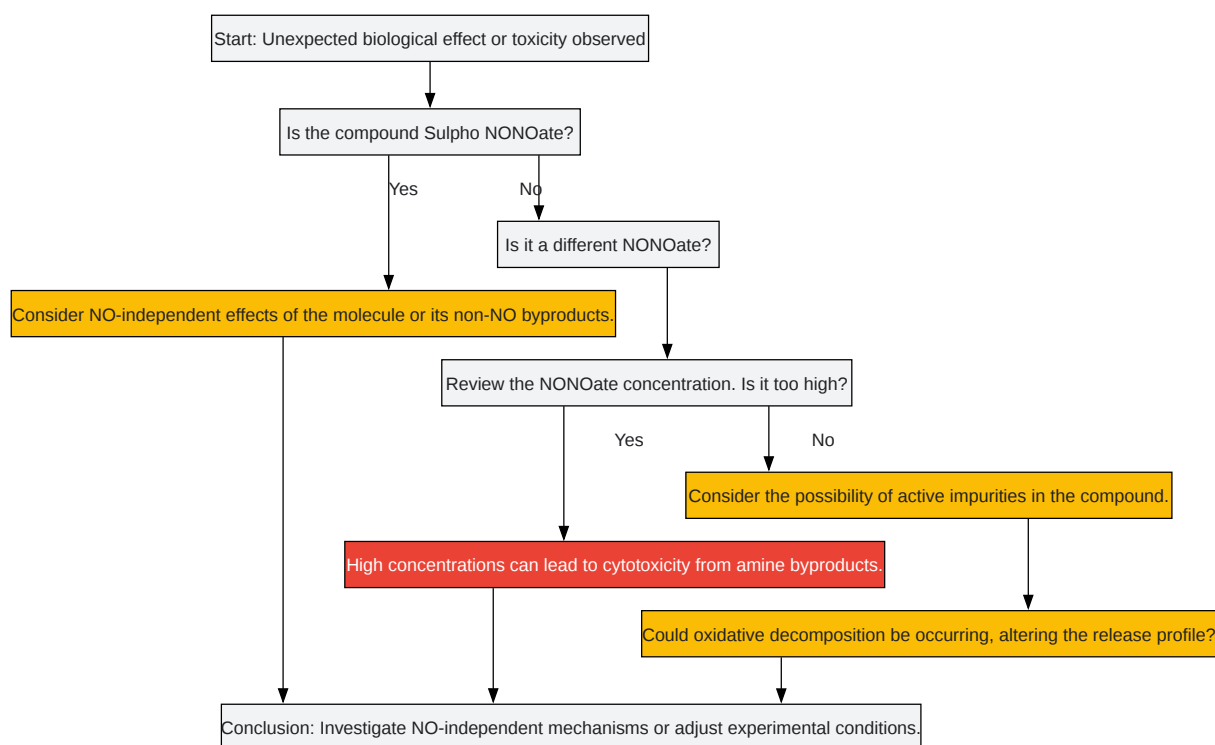 Start: Unexpected biological effect or toxicity observed
Is the compound Sulpho NONOate?
Yes
No
Is it a different NONOate?
Consider NO-independent effects of the molecule or its non-NO byproducts.
Review the NONOate concentration. Is it too high?
Yes
No
Consider the possibility of active impurities in the compound.
High concentrations can lead to cytotoxicity from amine byproducts.
Could oxidative decomposition be occurring, altering the release profile?
Conclusion: Investigate NO-independent mechanisms or adjust experimental conditions.